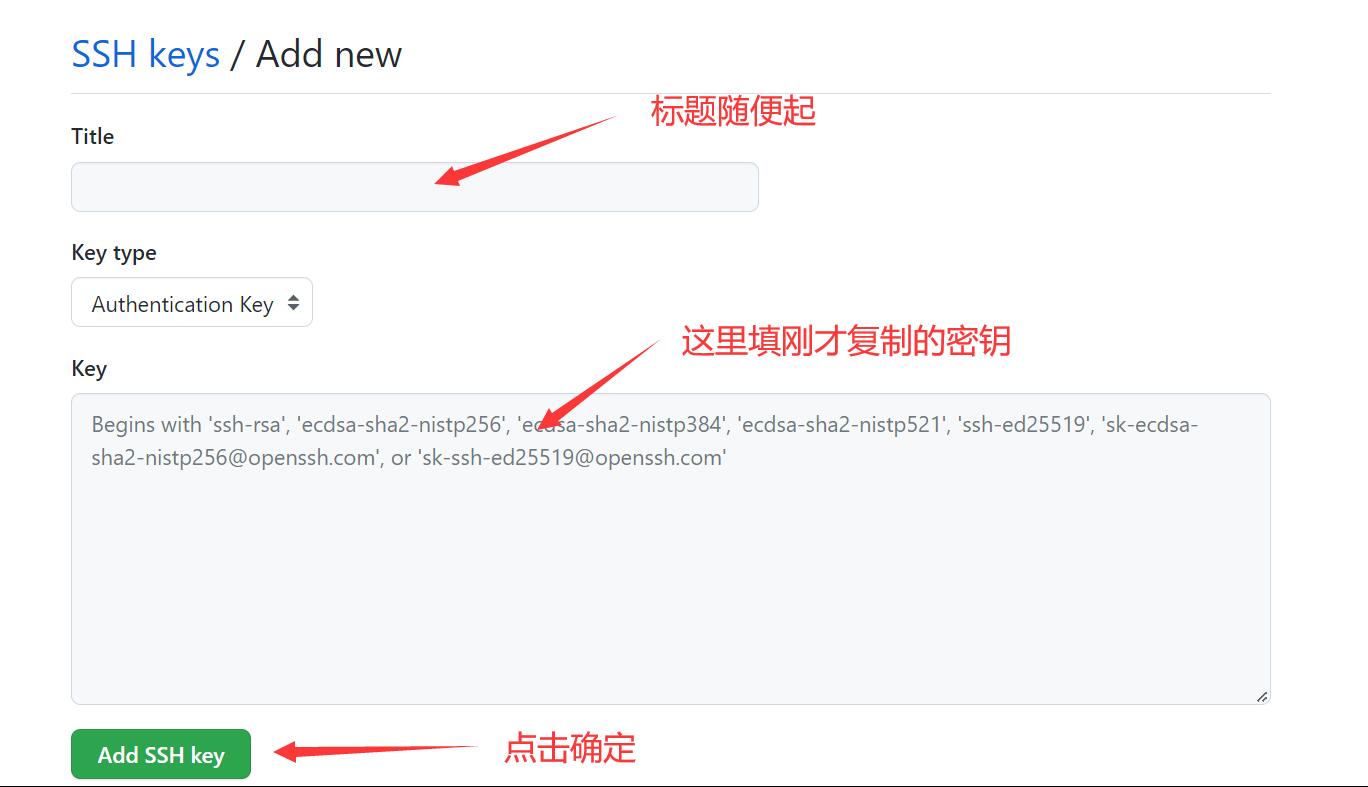 SSH keys / Add new
标题随便起
Title
Key type
Authentication Key
这里填刚才复制的密钥
Key
Begins with 'ssh-rsa', 'ecdsa-sha2-nistp256', 'ecdsa-sha2-nistp384', 'ecdsa-sha2-nistp521', 'ssh-ed25519', 'sk-ecdsa-
sha2-nistp256@openssh.com', or 'sk-ssh-ed25519@openssh.com'
Add SSH key
点击确定